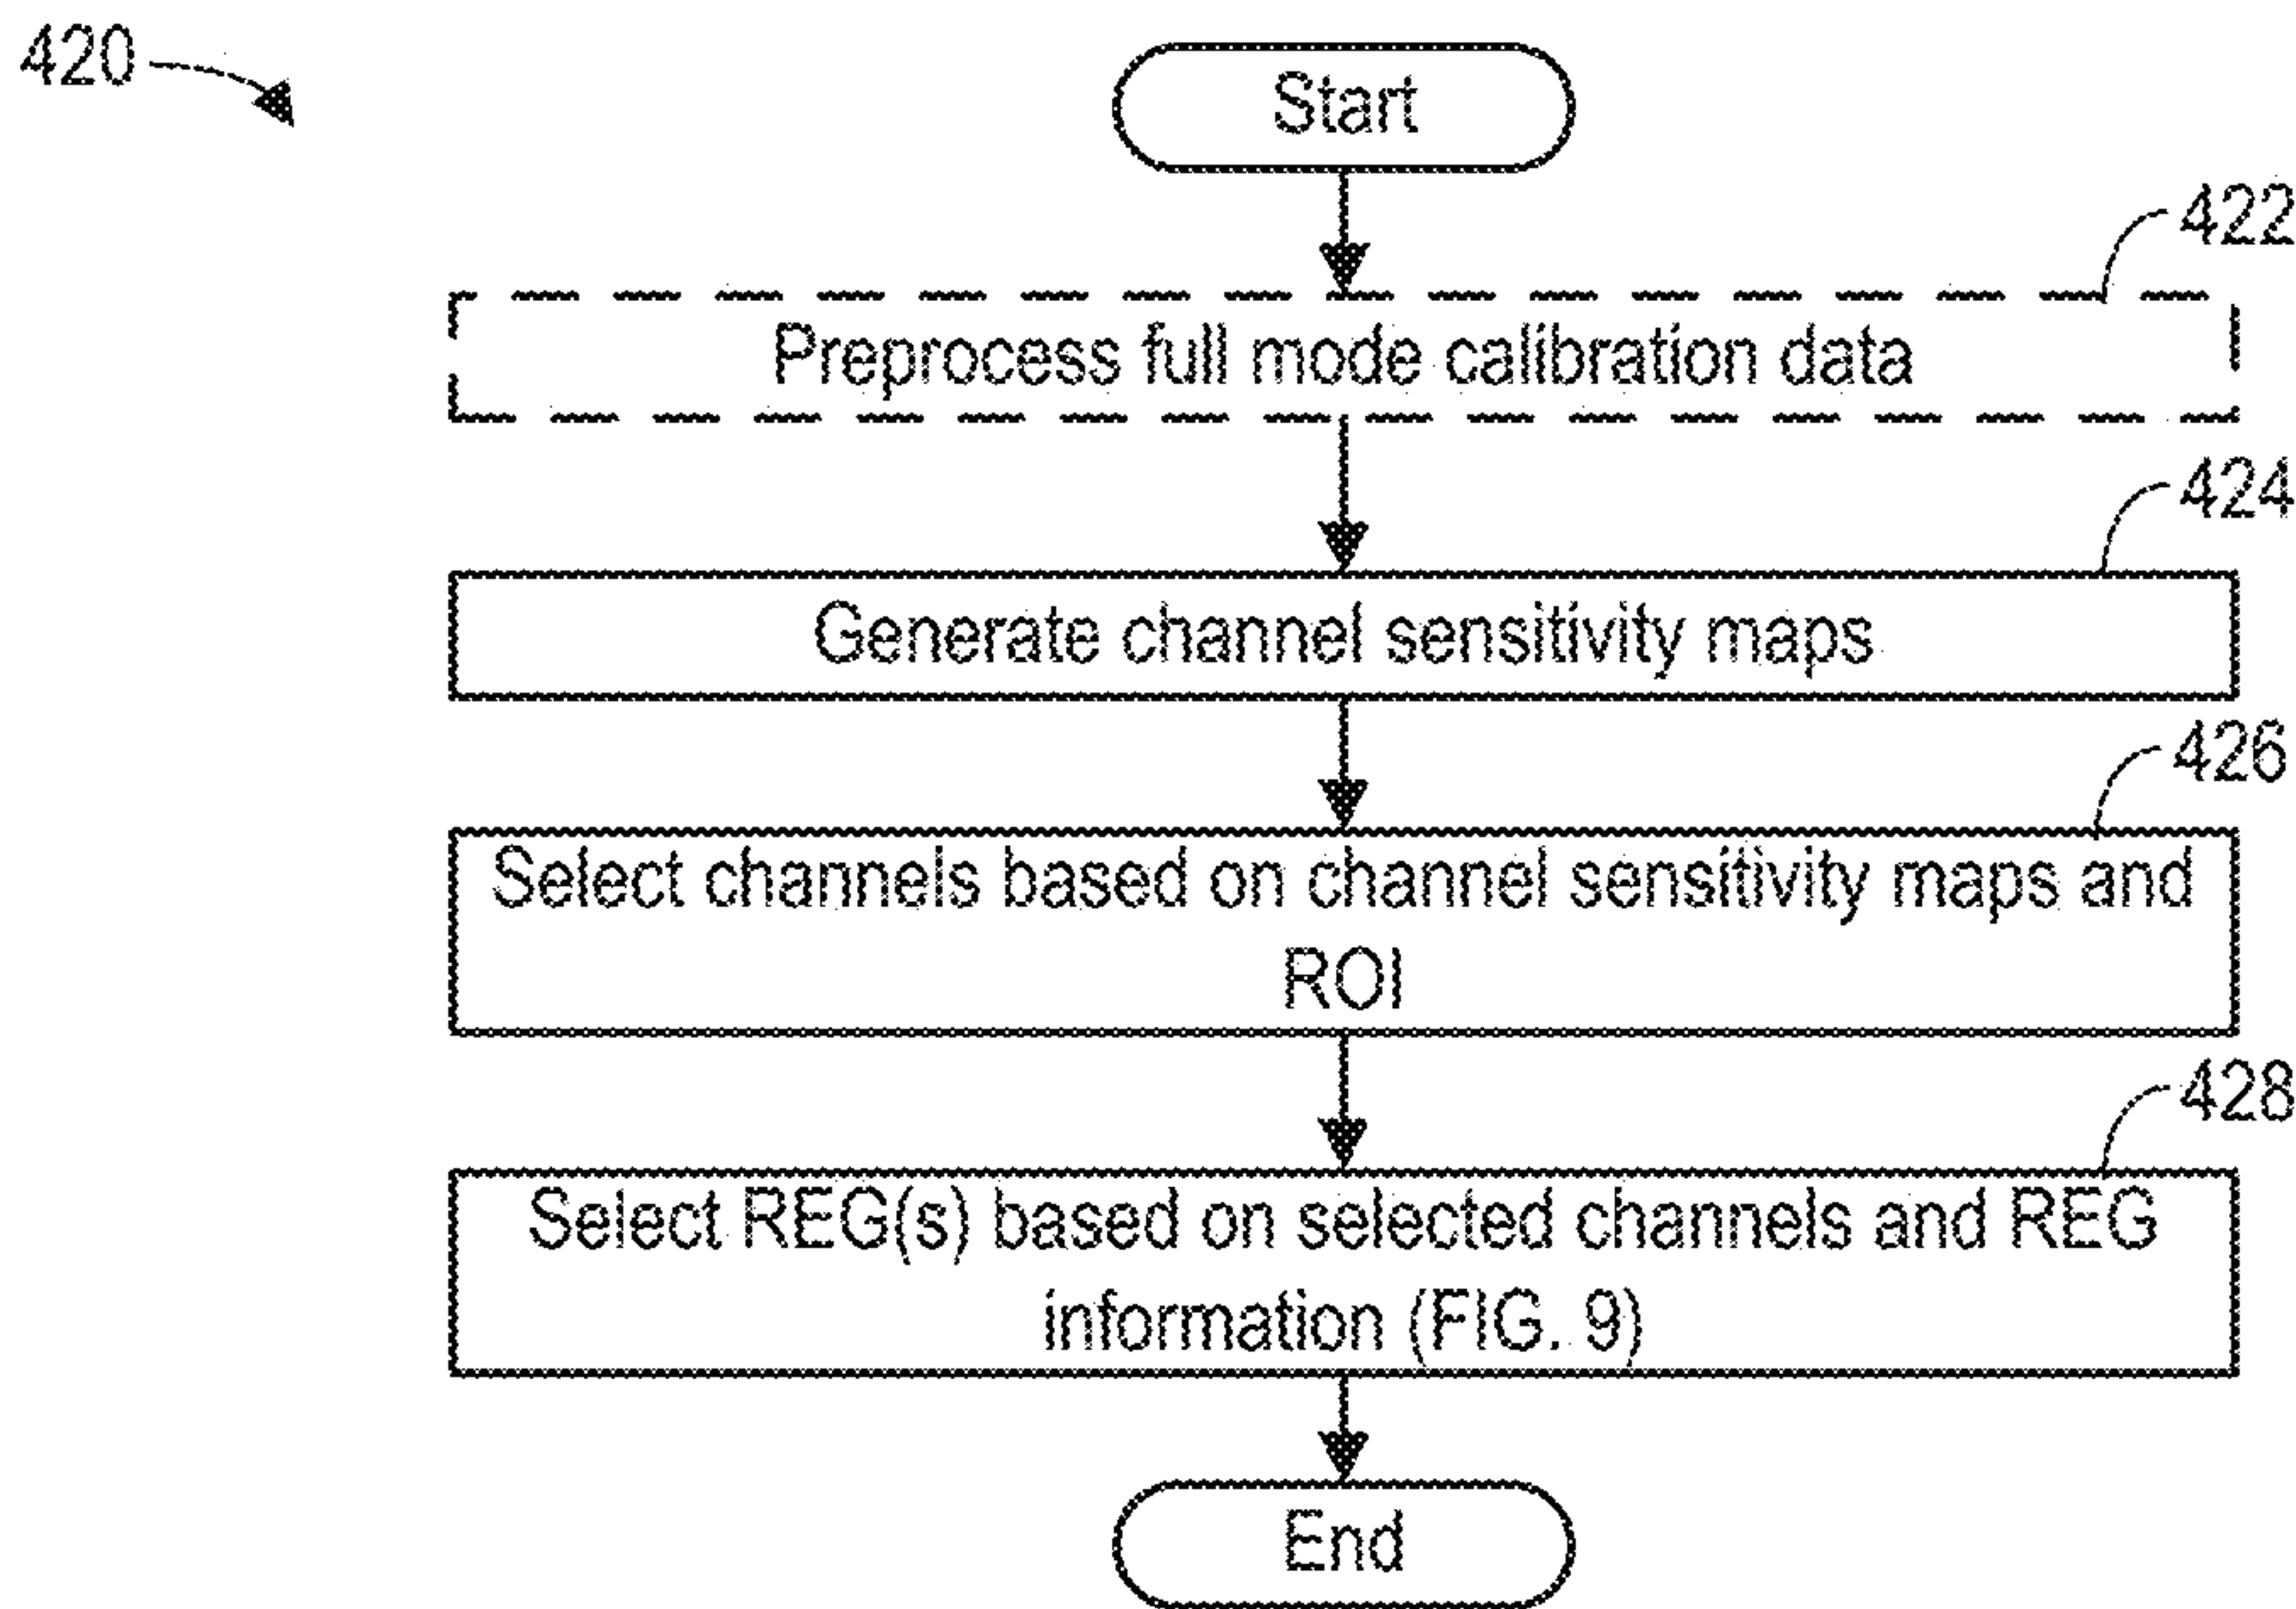 420
Start
422
Preprocess full mode calibration data
424
Generate channel sensitivity maps
426
Select channels based on channel sensitivity maps and
ROI
428
Select REG(s) based on selected channels and REG
information (FIG. 9)
End